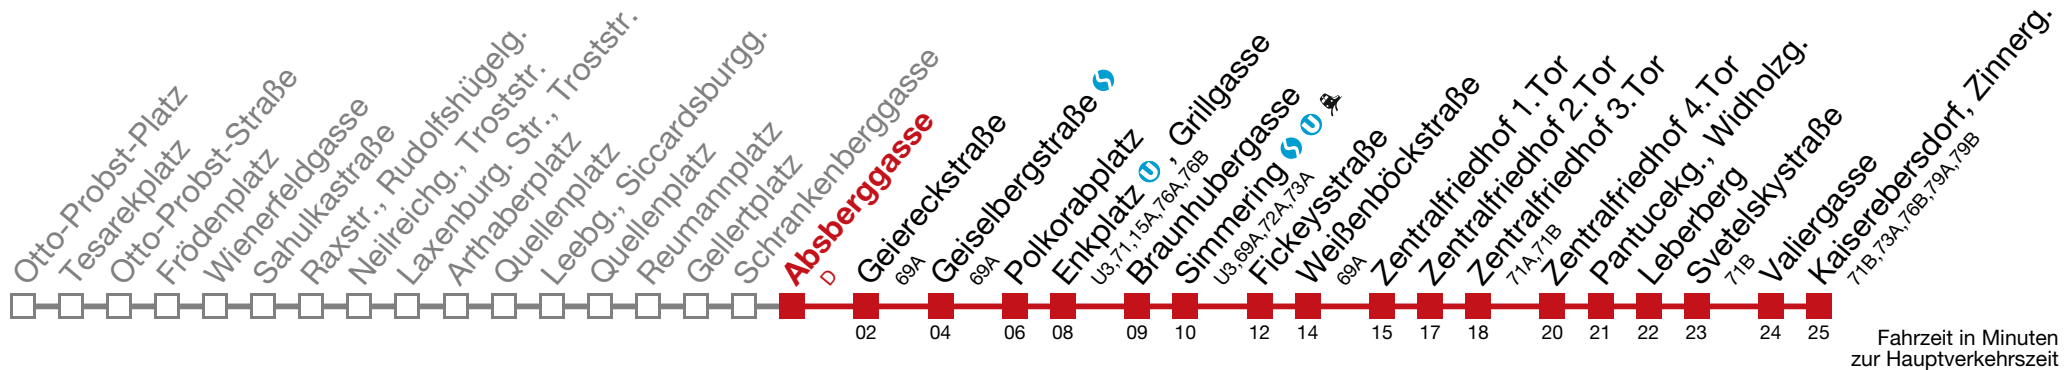 Otto-Probst-Platz
Tesarekplatz
Otto-Probst-Straße
Frödenplatz
Wienerfeldgasse
Sahulkastraße
Raxstr., Rudolfshügelg.
Neilreichg., Troststr.
Laxenburg. Str., Troststr.
Arthaberplatz
Quellenplatz
Leebg., Siccardsburgg.
Quellenplatz
Reumannplatz
Gellertplatz
Schrankenberggasse
Absberggasse
D
Geiereckstraße
69A
Geiselbergstraße
69A
Polkorabplatz
Enkplatz U, Grillgasse
U3,71,15A,76A,76B
Braunhubergasse
Simmering U
U3,69A,72A,73A
Fickeysstraße
Weißenböckstraße
69A
Zentralfriedhof 1.Tor
Zentralfriedhof 2.Tor
Zentralfriedhof 3.Tor
71A,71B
Zentralfriedhof 4.Tor
Pantucekg., Widholzg.
Leberberg
Svetelskystraße
71B
Valiergasse
Kaiserebersdorf, Zinnerg.
71B,73A,76B,79A,79B
02 04 06 08 09 10 12 14 15 17 18 20 21 22 23 24 25
Fahrzeit in Minuten
zur Hauptverkehrszeit